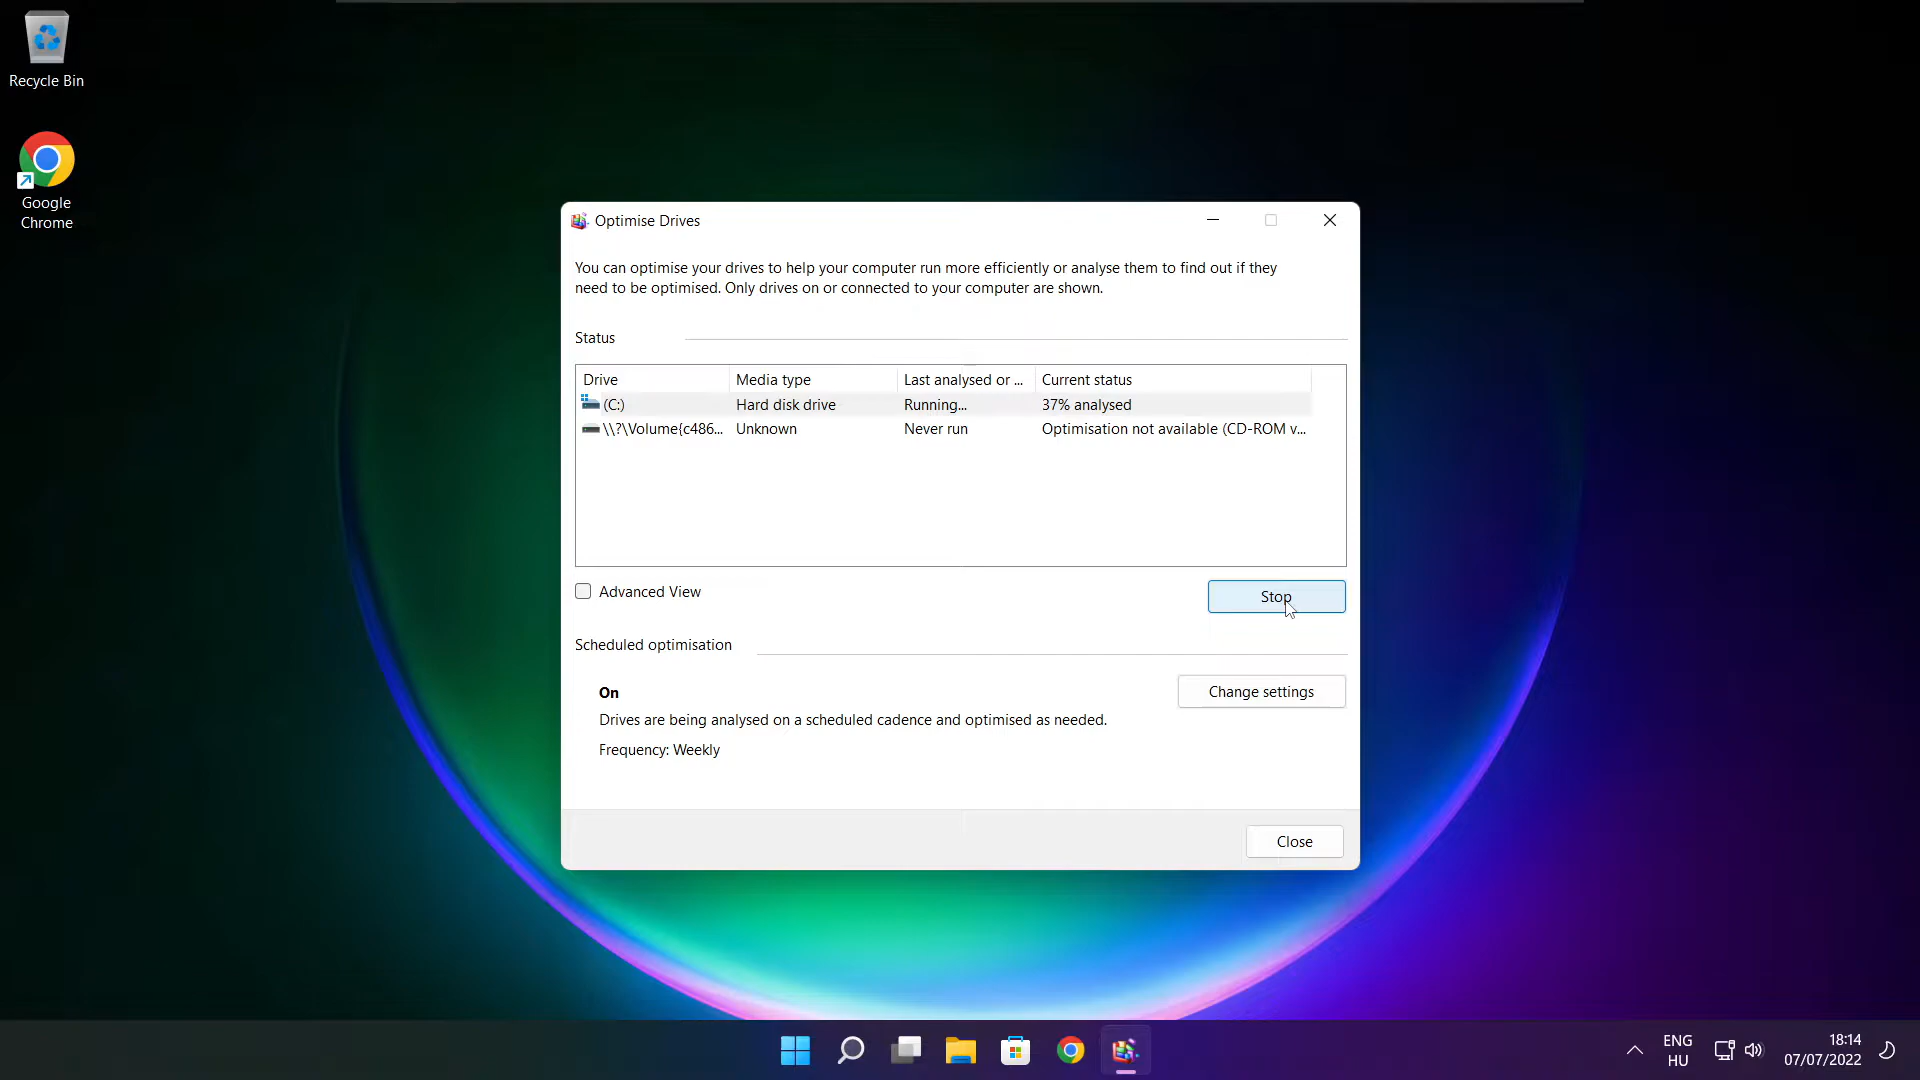 Recycle Bin
Google
Chrome
Optimise Drives
You can optimise your drives to help your computer run more efficiently or analyse them to find out if they
need to be optimised. Only drives on or connected to your computer are shown.
Status
Drive Media type Last analysed or ... Current status
(C:) Hard disk drive Running... 37% analysed
\\?\Volume{c486... Unknown Never run Optimisation not available (CD-ROM v...
Advanced View
Stop
Scheduled optimisation
On
Change settings
Drives are being analysed on a scheduled cadence and optimised as needed.
Frequency: Weekly
Close
ENG
HU
18:14
07/07/2022